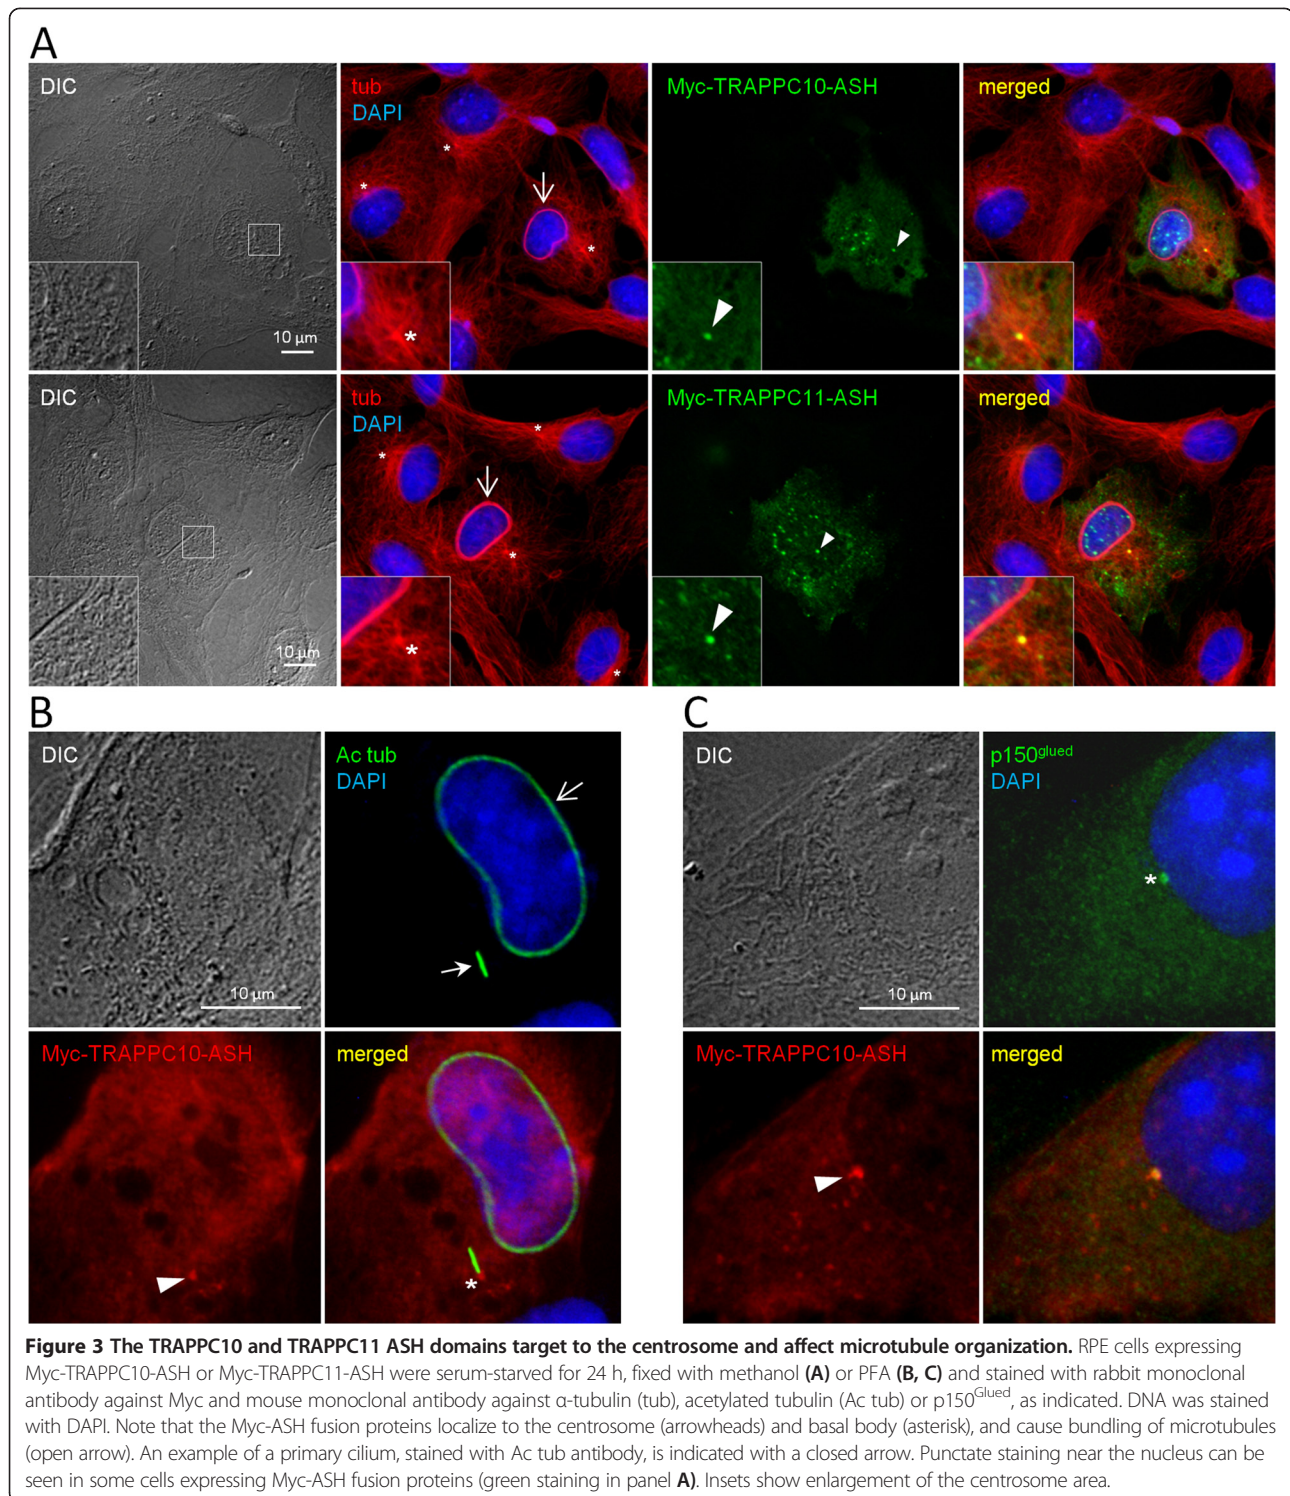 A
DIC
tub
DAPI
Myc-TRAPPC10-ASH
merged
*
*
*
*
10 µm
DIC
tub
DAPI
Myc-TRAPPC11-ASH
merged
*
*
*
*
*
10 µm
B
C
DIC
Ac tub
DAPI
DIC
p150glued
DAPI
*
10 µm
10 µm
Myc-TRAPPC10-ASH
merged
Myc-TRAPPC10-ASH
merged
*
Figure 3 The TRAPPC10 and TRAPPC11 ASH domains target to the centrosome and affect microtubule organization. RPE cells expressing
Myc-TRAPPC10-ASH or Myc-TRAPPC11-ASH were serum-starved for 24 h, fixed with methanol (A) or PFA (B, C) and stained with rabbit monoclonal
antibody against Myc and mouse monoclonal antibody against α-tubulin (tub), acetylated tubulin (Ac tub) or p150Glued, as indicated. DNA was stained
with DAPI. Note that the Myc-ASH fusion proteins localize to the centrosome (arrowheads) and basal body (asterisk), and cause bundling of microtubules
(open arrow). An example of a primary cilium, stained with Ac tub antibody, is indicated with a closed arrow. Punctate staining near the nucleus can be
seen in some cells expressing Myc-ASH fusion proteins (green staining in panel A). Insets show enlargement of the centrosome area.